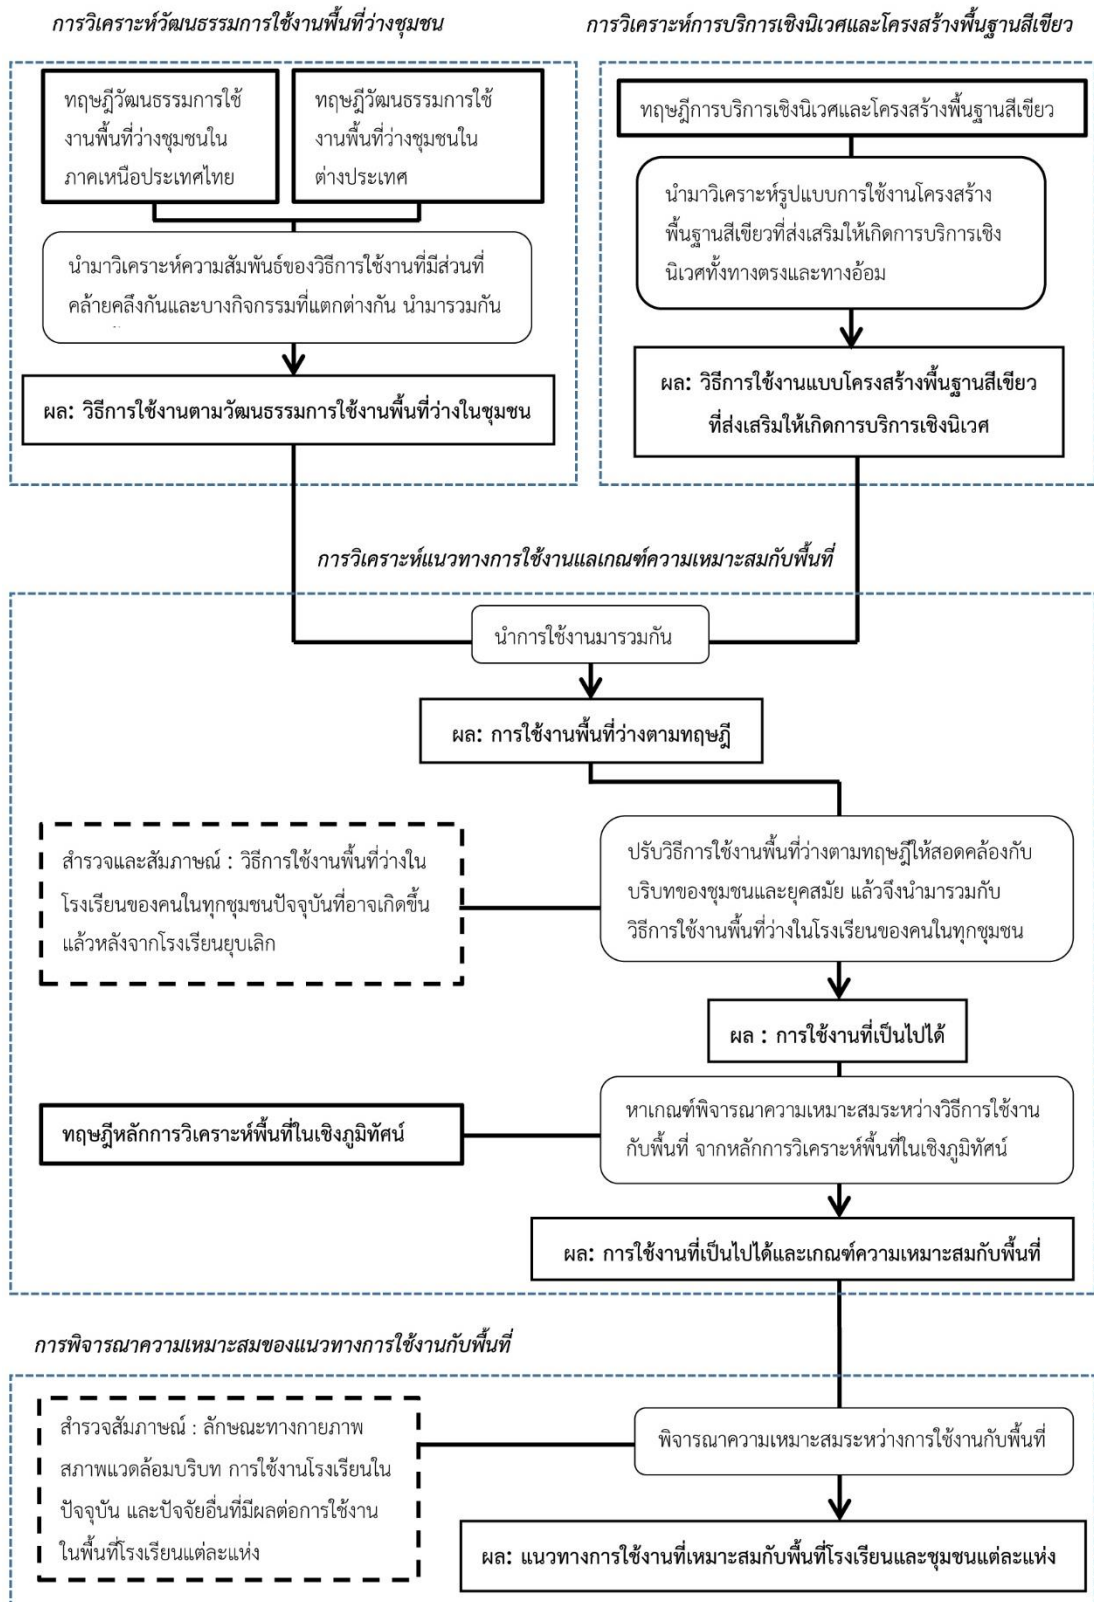 การวิเคราะห์วัฒนธรรมการใช้งานพื้นที่ว่างชุมชน
ทฤษฎีวัฒนธรรมการใช้
งานพื้นที่ว่างชุมชนใน
ภาคเหนือประเทศไทย
ทฤษฎีวัฒนธรรมการใช้
งานพื้นที่ว่างชุมชนใน
ต่างประเทศ
นำมาวิเคราะห์ความสัมพันธ์ของวิธีการใช้งานที่มีส่วนที่
คล้ายคลึงกันและบางกิจกรรมที่แตกต่างกัน นำมารวมกัน
ผล: วิธีการใช้งานตามวัฒนธรรมการใช้งานพื้นที่ว่างในชุมชน
การวิเคราะห์การบริการเชิงนิเวศและโครงสร้างพื้นฐานสีเขียว
ทฤษฎีการบริการเชิงนิเวศและโครงสร้างพื้นฐานสีเขียว
นำมาวิเคราะห์รูปแบบการใช้งานโครงสร้าง
พื้นฐานสีเขียวที่ส่งเสริมให้เกิดการบริการเชิง
นิเวศทั้งทางตรงและทางอ้อม
ผล: วิธีการใช้งานแบบโครงสร้างพื้นฐานสีเขียว
ที่ส่งเสริมให้เกิดการบริการเชิงนิเวศ
การวิเคราะห์แนวทางการใช้งานแลเกณฑ์ความเหมาะสมกับพื้นที่
นำการใช้งานมารวมกัน
ผล: การใช้งานพื้นที่ว่างตามทฤษฎี
สำรวจและสัมภาษณ์ : วิธีการใช้งานพื้นที่ว่างใน
โรงเรียนของคนในทุกชุมชนปัจจุบันที่อาจเกิดขึ้น
แล้วหลังจากโรงเรียนยุบเลิก
ปรับวิธีการใช้งานพื้นที่ว่างตามทฤษฎีให้สอดคล้องกับ
บริบทของชุมชนและยุคสมัย แล้วจึงนำมารวมกับ
วิธีการใช้งานพื้นที่ว่างในโรงเรียนของคนในทุกชุมชน
ผล : การใช้งานที่เป็นไปได้
ทฤษฎีหลักการวิเคราะห์พื้นที่ในเชิงภูมิทัศน์
หาเกณฑ์พิจารณาความเหมาะสมระหว่างวิธีการใช้งาน
กับพื้นที่ จากหลักการวิเคราะห์พื้นที่ในเชิงภูมิทัศน์
ผล: การใช้งานที่เป็นไปได้และเกณฑ์ความเหมาะสมกับพื้นที่
การพิจารณาความเหมาะสมของแนวทางการใช้งานกับพื้นที่
สำรวจสัมภาษณ์ : ลักษณะทางกายภาพ
สภาพแวดล้อมบริบท การใช้งานโรงเรียนใน
ปัจจุบัน และปัจจัยอื่นที่มีผลต่อการใช้งาน
ในพื้นที่โรงเรียนแต่ละแห่ง
พิจารณาความเหมาะสมระหว่างการใช้งานกับพื้นที่
ผล: แนวทางการใช้งานที่เหมาะสมกับพื้นที่โรงเรียนและชุมชนแต่ละแห่ง